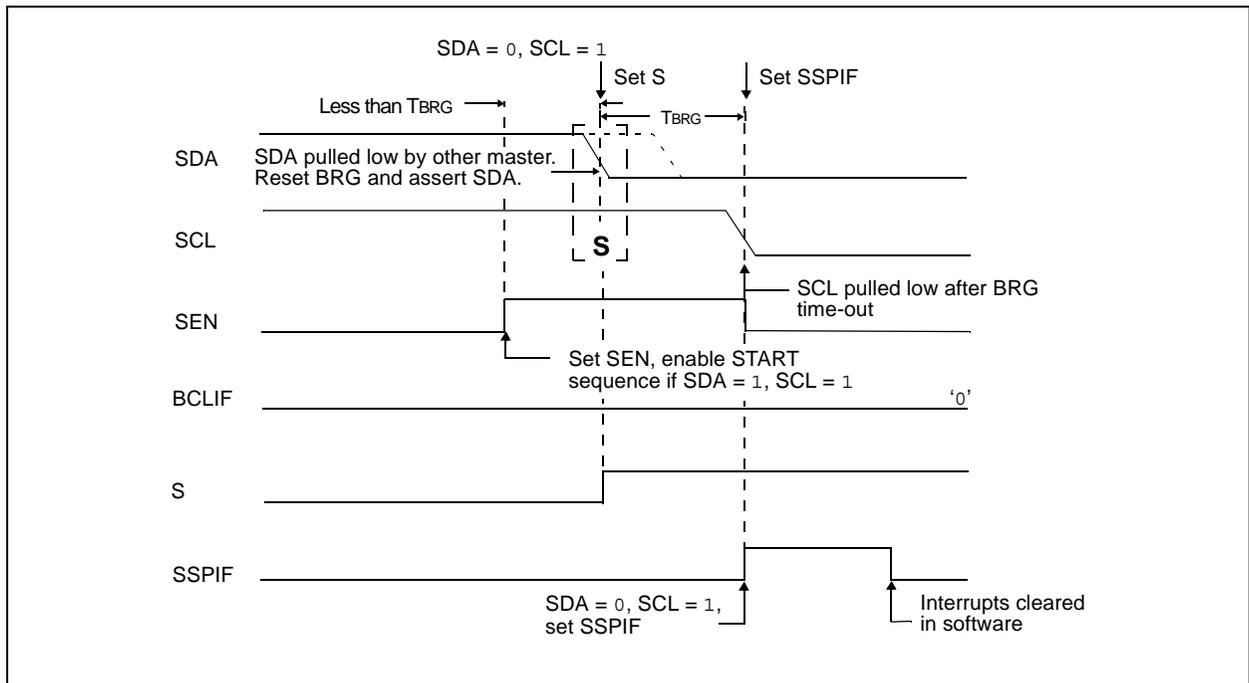 SDA = 0, SCL = 1
Set S
Set SSPIF
Less than TBRG
TBRG
SDA
SDA pulled low by other master.
Reset BRG and assert SDA.
SCL
S
SCL pulled low after BRG
time-out
SEN
Set SEN, enable START
sequence if SDA = 1, SCL = 1
BCLIF
‘0’
S
SSPIF
SDA = 0, SCL = 1,
set SSPIF
Interrupts cleared
in software